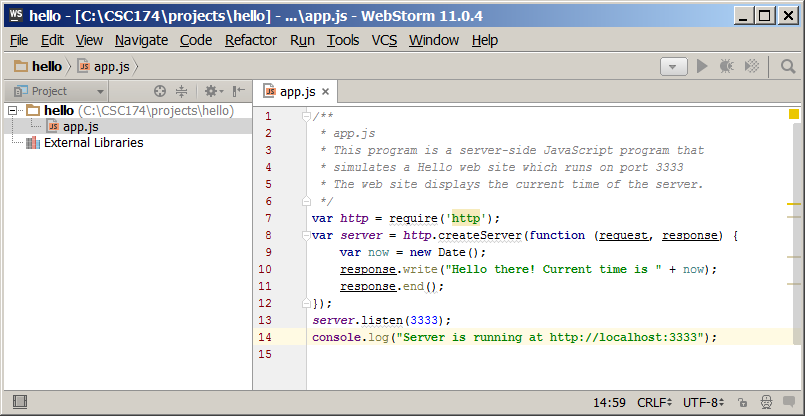 WS hello - [C:\CSC174\projects\hello] - ...\app.js - WebStorm 11.0.4
File Edit View Navigate Code Refactor Run Tools VCS Window Help
hello JS app.js
Project
JS app.js ×
hello (C:\CSC174\projects\hello)
JS app.js
External Libraries
1 /**
2 * app.js
3 * This program is a server-side JavaScript program that
4 * simulates a Hello web site which runs on port 3333
5 * The web site displays the current time of the server.
6 */
7 var http = require('http');
8 var server = http.createServer(function (request, response) {
9 var now = new Date();
10 response.write("Hello there! Current time is " + now);
11 response.end();
12 });
13 server.listen(3333);
14 console.log("Server is running at http://localhost:3333");
15
14:59 CRLF UTF-8